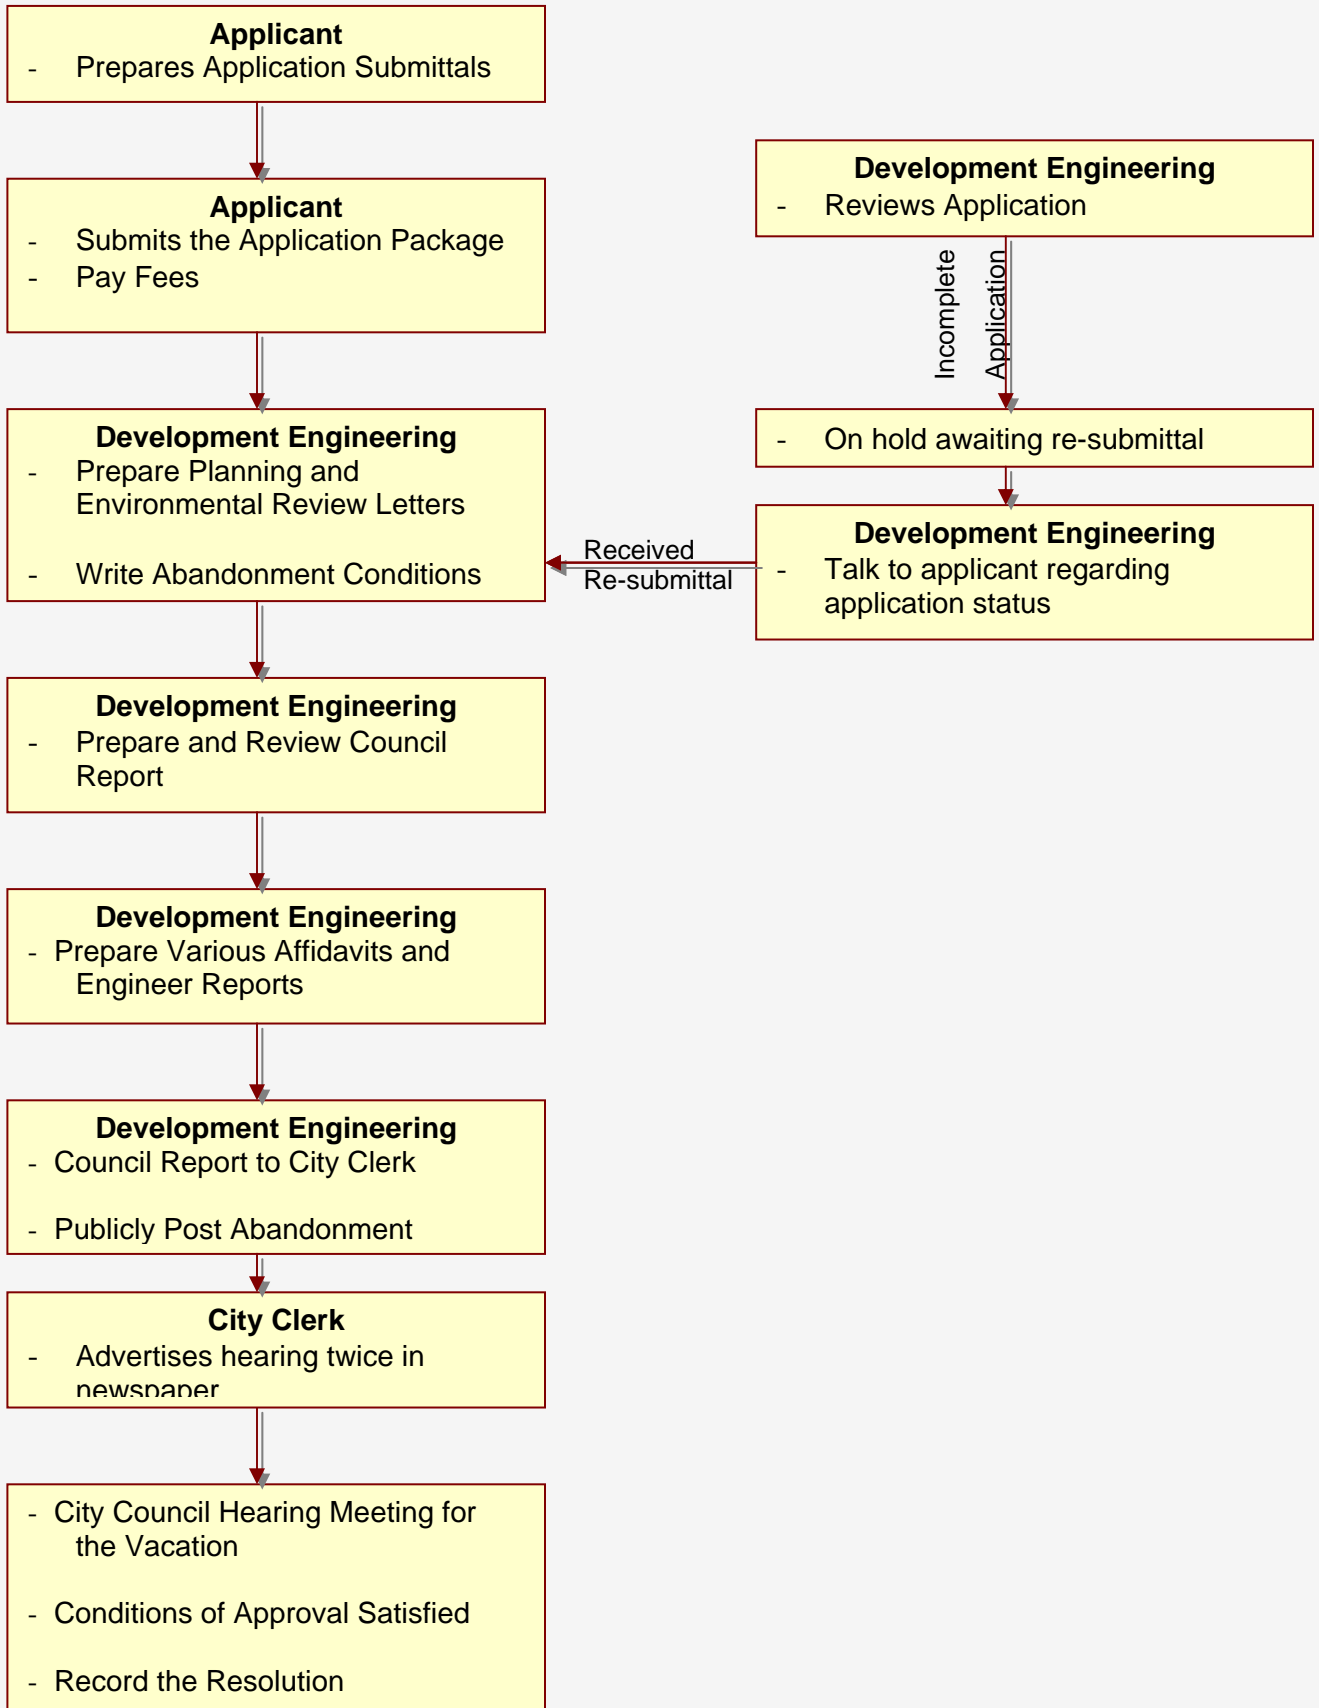 Applicant
- Prepares Application Submittals
Applicant
- Submits the Application Package
- Pay Fees
Development Engineering
- Prepare Planning and
Environmental Review Letters
- Write Abandonment Conditions
Development Engineering
- Prepare and Review Council
Report
Development Engineering
- Prepare Various Affidavits and
Engineer Reports
Development Engineering
- Council Report to City Clerk
- Publicly Post Abandonment
City Clerk
- Advertises hearing twice in
newspaper
- City Council Hearing Meeting for
the Vacation
- Conditions of Approval Satisfied
- Record the Resolution
Development Engineering
- Reviews Application
Incomplete
Application
- On hold awaiting re-submittal
Development Engineering
- Talk to applicant regarding
application status
Received
Re-submittal